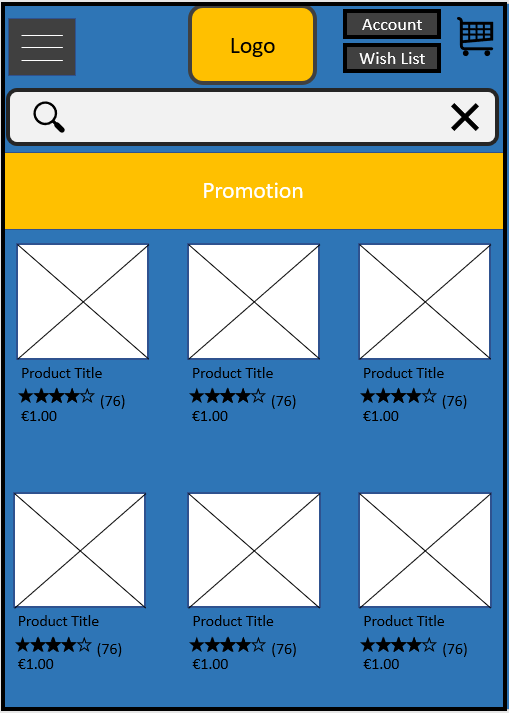 Logo
Account
Wish List
Promotion
Product Title
(76)
€1.00
Product Title
(76)
€1.00
Product Title
(76)
€1.00
Product Title
(76)
€1.00
Product Title
(76)
€1.00
Product Title
(76)
€1.00